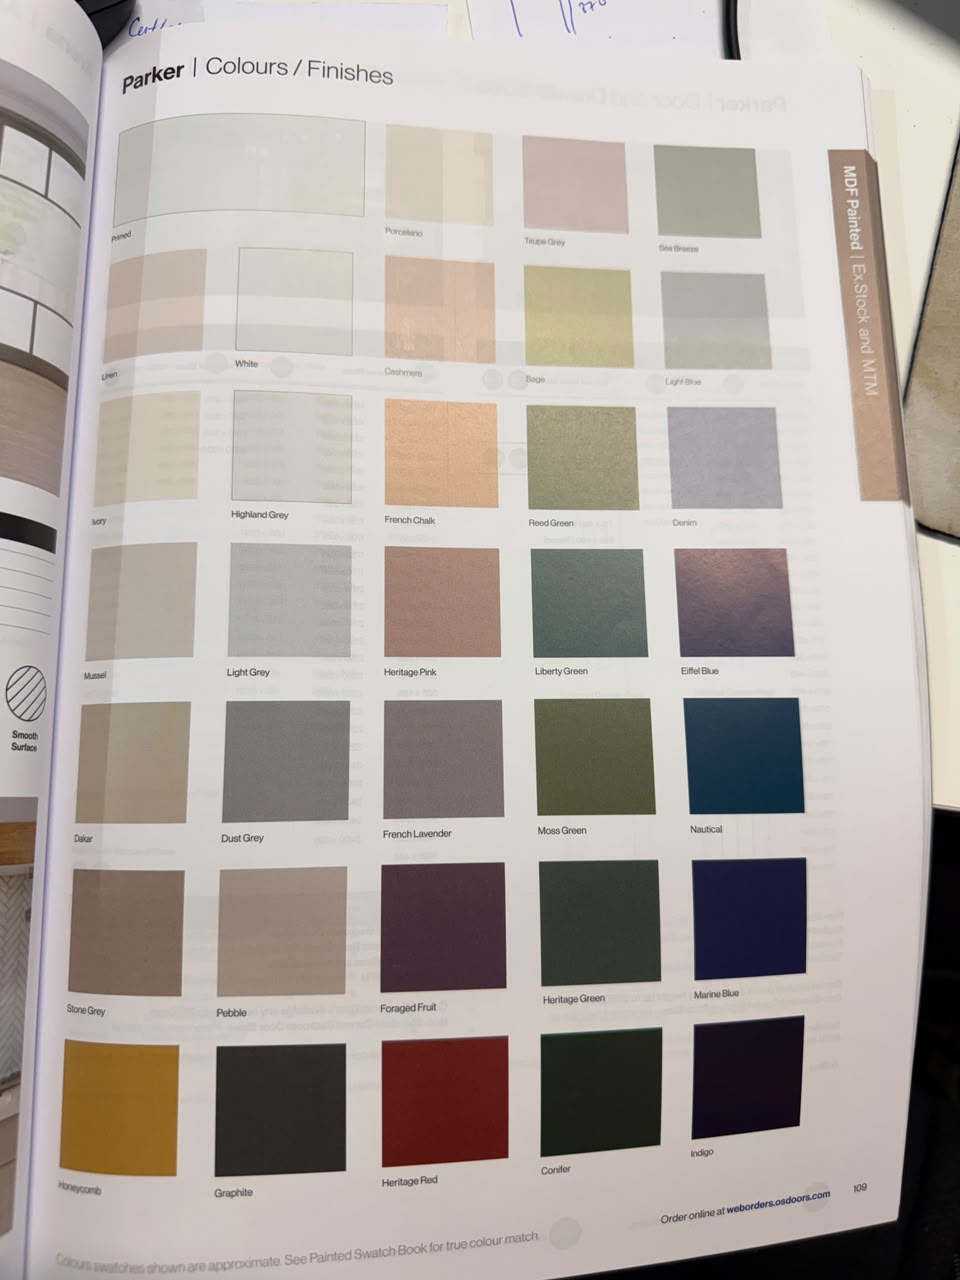 Parker | Colours / Finishes
Primed
Porcelano
Taupe Grey
Sea Breeze
Linen
White
Cashmere
Sage
Light Blue
Ivory
Highland Grey
French Chalk
Reed Green
Denim
Mussel
Light Grey
Heritage Pink
Liberty Green
Eiffel Blue
Dakar
Dust Grey
French Lavender
Moss Green
Nautical
Stone Grey
Pebble
Foraged Fruit
Heritage Green
Marine Blue
Honeycomb
Graphite
Heritage Red
Conifer
Indigo
Colours swatches shown are approximate. See Painted Swatch Book for true colour match.
Order online at weborders.osdoors.com
109
MDF Painted | Ex.Stock and MTM
Smooth
Surface